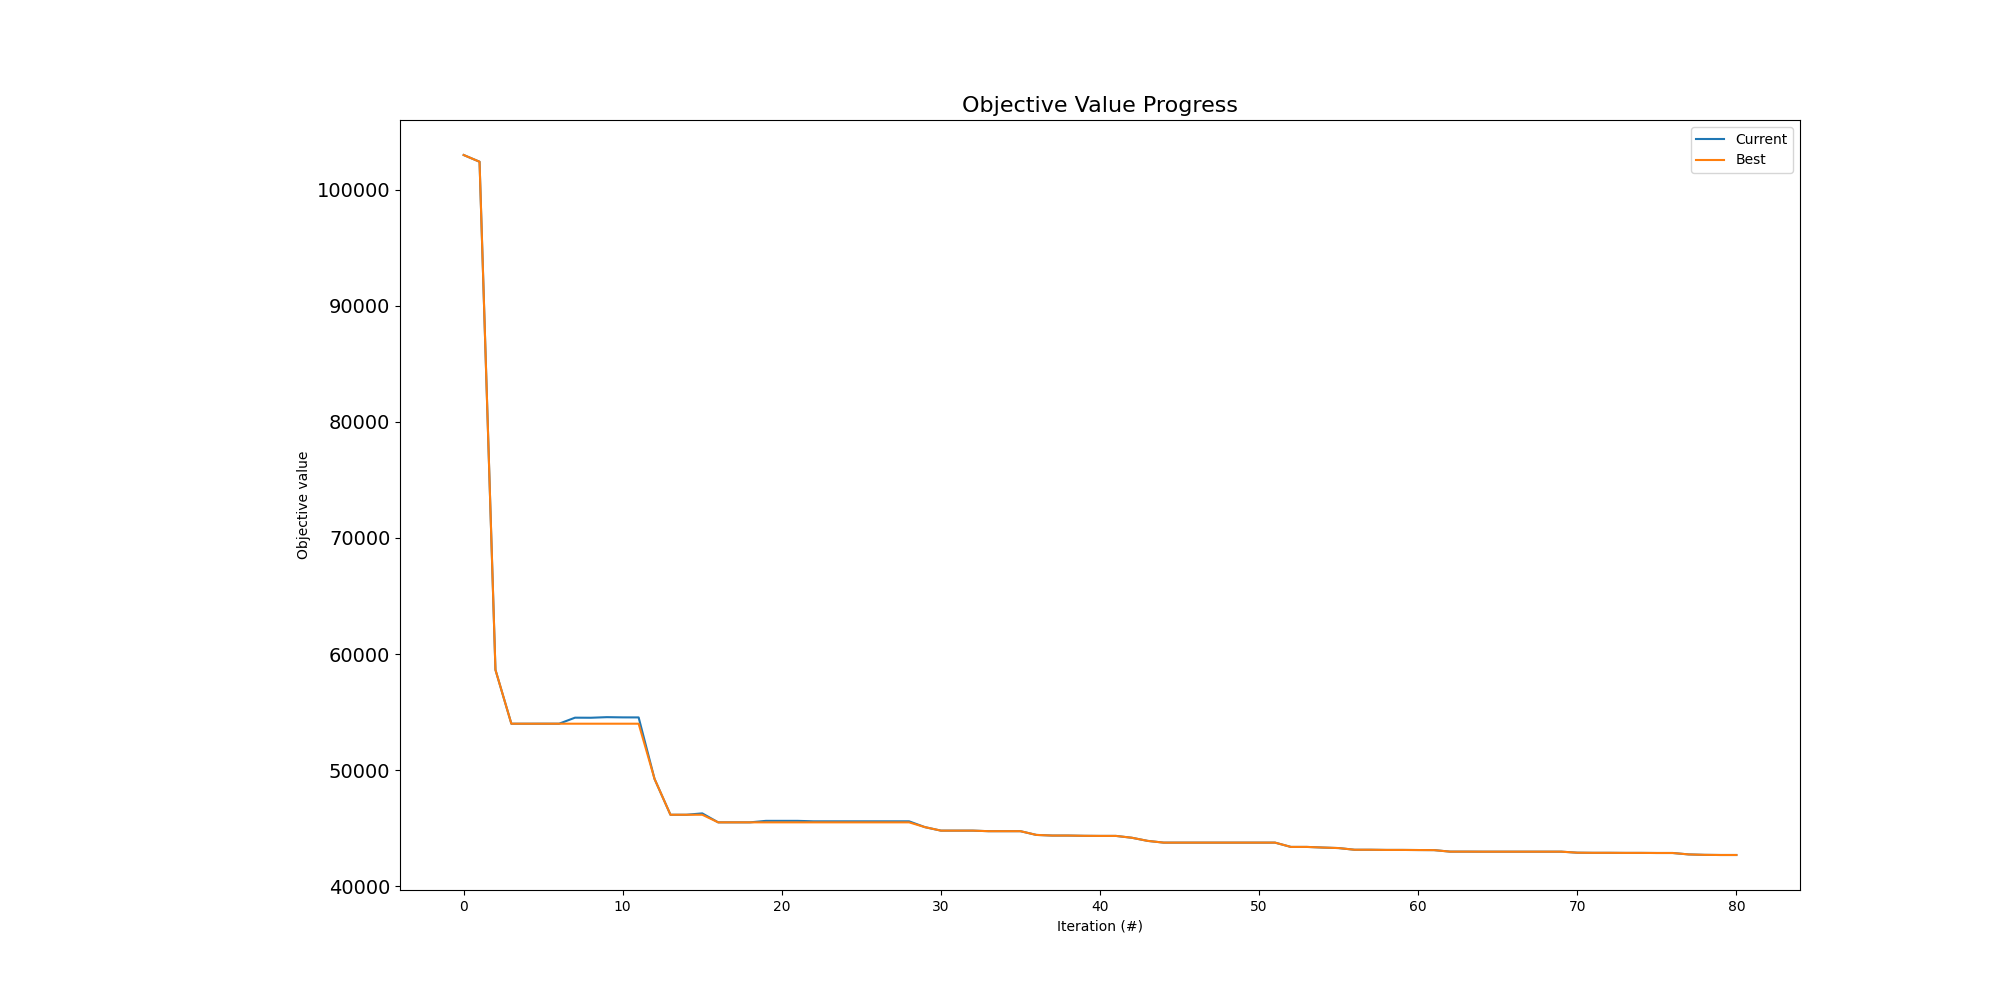 Objective Value Progress
Current
Best
100000
90000
80000
70000
60000
50000
40000
Objective value
0 10 20 30 40 50 60 70 80
Iteration (#)